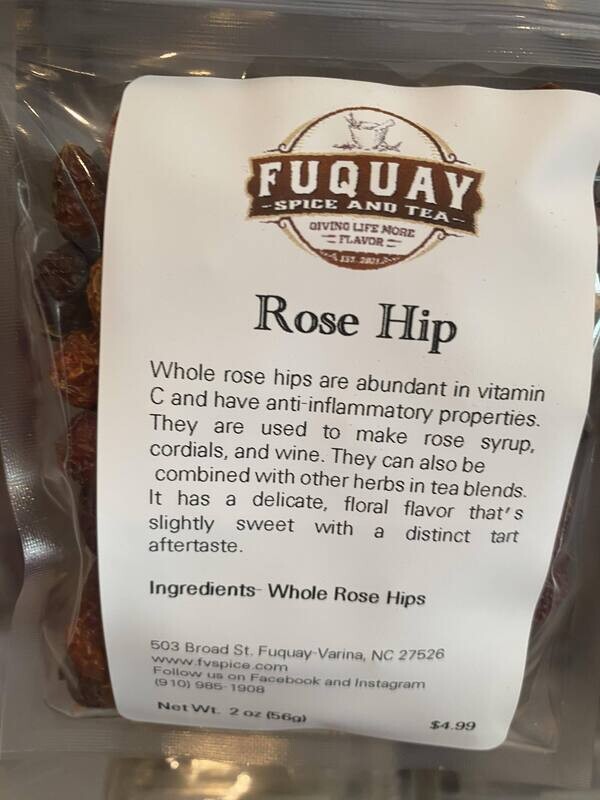 FUQUAY
-SPICE AND TEA-
GIVING LIFE MORE
FLAVOR
EST. 2021
Rose Hip
Whole rose hips are abundant in vitamin
C and have anti-inflammatory properties.
They are used to make rose syrup,
cordials, and wine. They can also be
combined with other herbs in tea blends.
It has a delicate, floral flavor that's
slightly sweet with a distinct tart
aftertaste.
Ingredients- Whole Rose Hips
503 Broad St. Fuquay-Varina, NC 27526
www.fvspice.com
Follow us on Facebook and Instagram
(910) 985-1908
Net Wt. 2 oz (56g)
$4.99